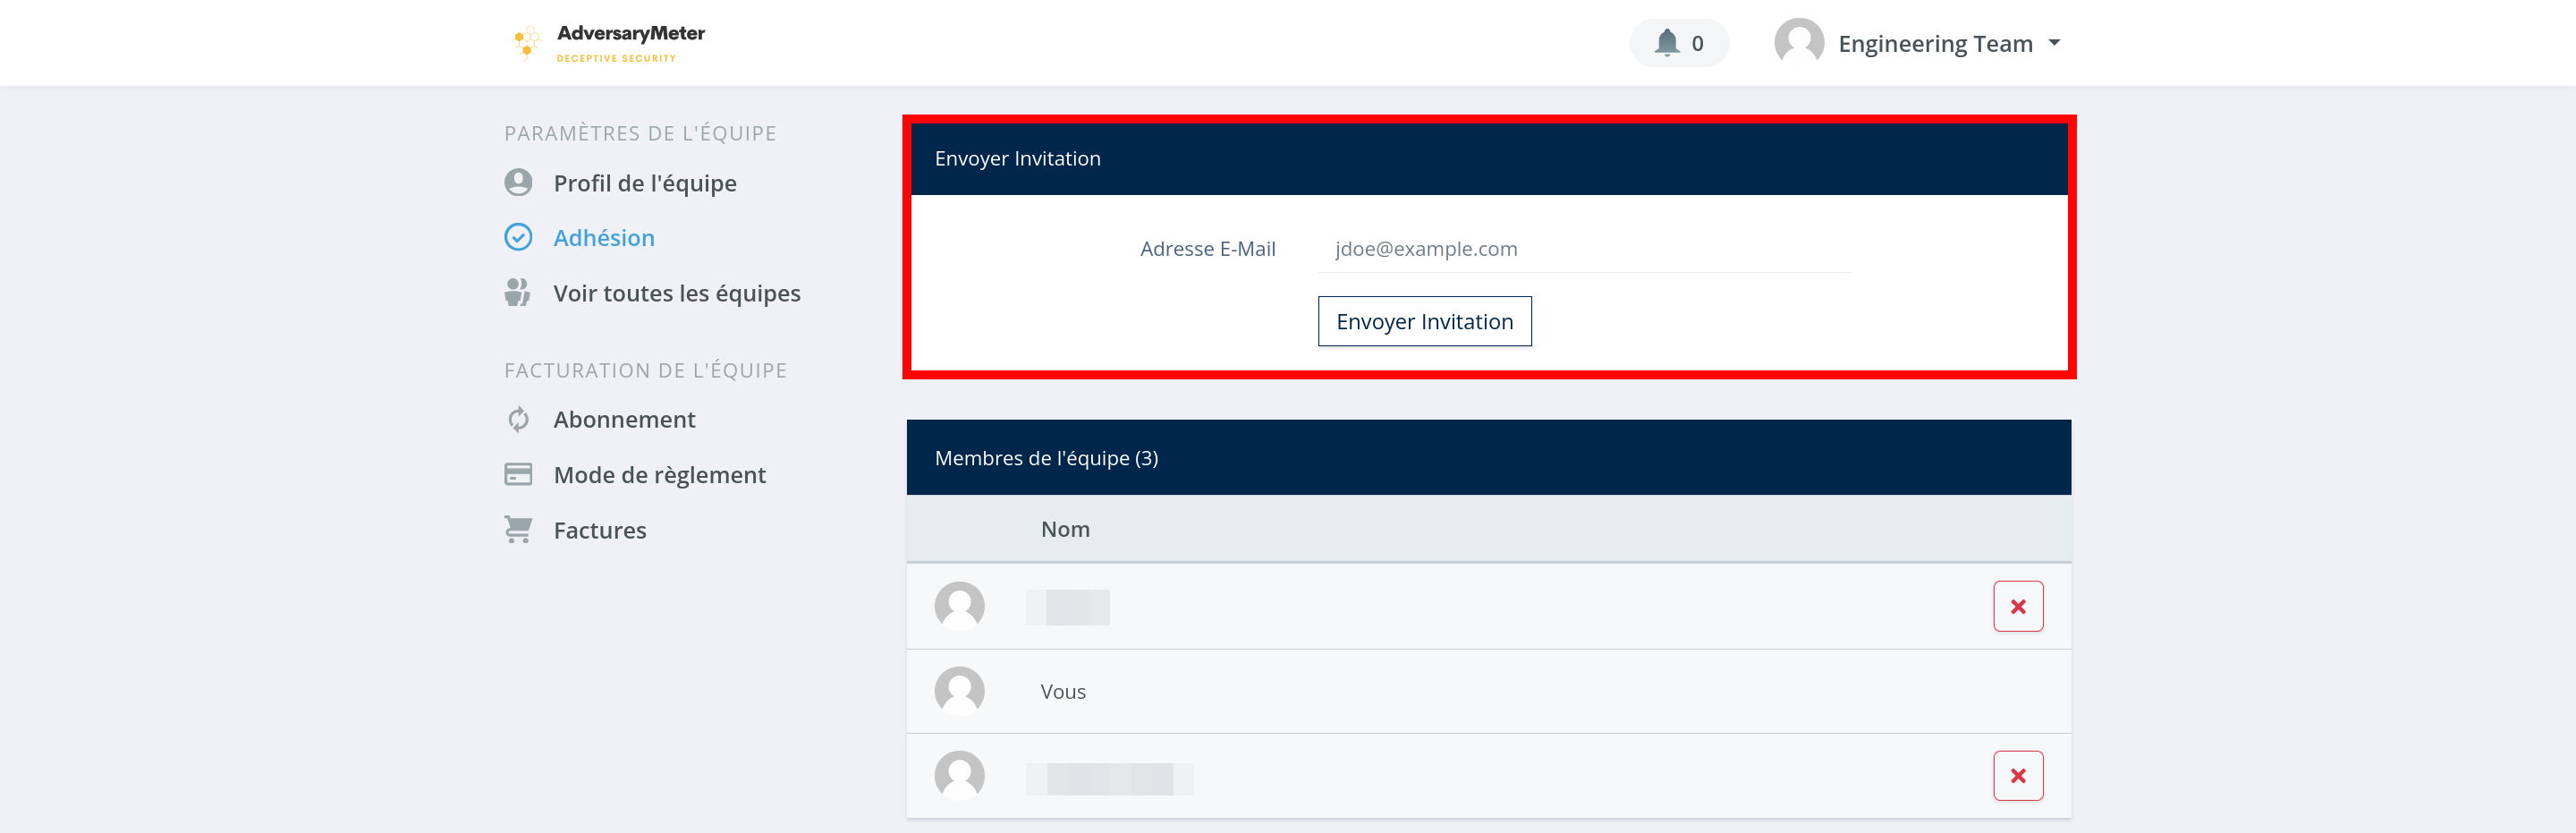 AdversaryMeter
DECEPTIVE SECURITY
0
Engineering Team
PARAMÈTRES DE L'ÉQUIPE
Profil de l'équipe
Adhésion
Voir toutes les équipes
FACTURATION DE L'ÉQUIPE
Abonnement
Mode de règlement
Factures
Envoyer Invitation
Adresse E-Mail
jdoe@example.com
Envoyer Invitation
Membres de l'équipe (3)
Nom
Vous